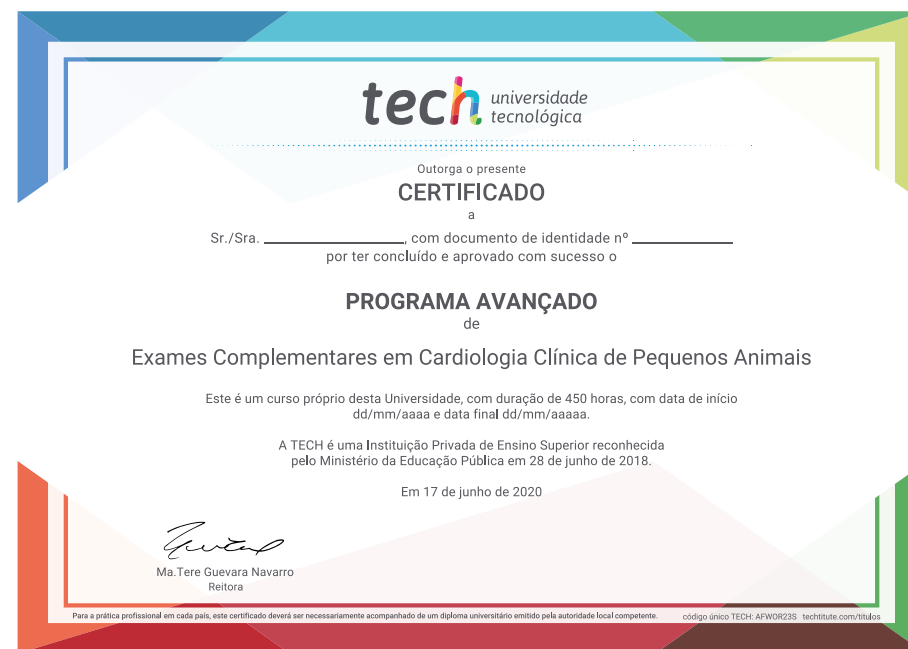 tech universidade
tecnológica
Outorga o presente
CERTIFICADO
a
Sr./Sra. ________________, com documento de identidade nº ____________
por ter concluído e aprovado com sucesso o
PROGRAMA AVANÇADO
de
Exames Complementares em Cardiologia Clínica de Pequenos Animais
Este é um curso próprio desta Universidade, com duração de 450 horas, com data de início
dd/mm/aaaa e data final dd/mm/aaaaa.
A TECH é uma Instituição Privada de Ensino Superior reconhecida
pelo Ministério da Educação Pública em 28 de junho de 2018.
Em 17 de junho de 2020
Ma.Tere Guevara Navarro
Reitora
Para a prática profissional em cada país, este certificado deverá ser necessariamente acompanhado de um diploma universitário emitido pela autoridade local competente. código único TECH: AFWOR23S techtitute.com/titulos